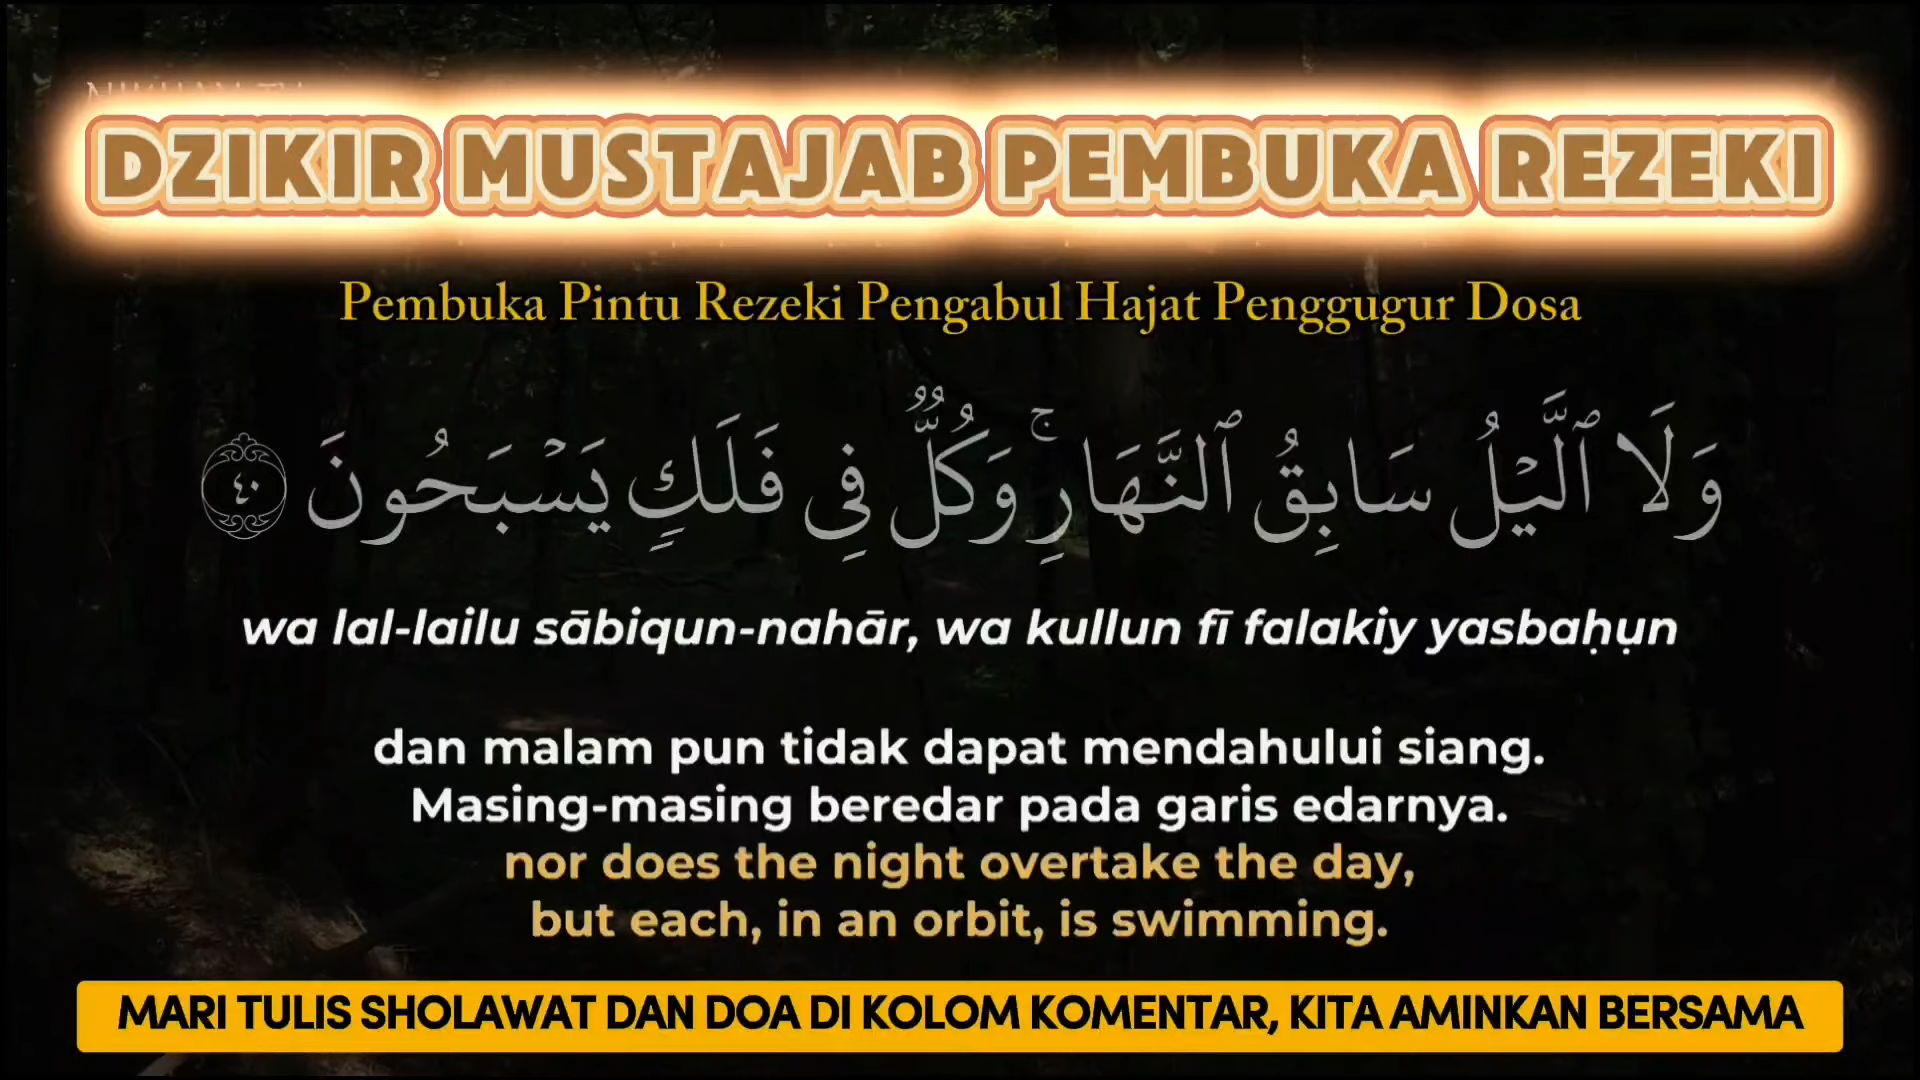 DZIKIR MUSTAJAB PEMBUKA REZEKI
Pembuka Pintu Rezeki Pengabul Hajat Penggugur Dosa
وَلَا ٱلَّيْلُ سَابِقُ ٱلنَّهَارِ ۚ وَكُلٌّ فِى فَلَكٍ يَسْبَحُونَ ٤٠
wa lal-lailu sābiqun-nahār, wa kullun fī falakiy yasbaḥụn
dan malam pun tidak dapat mendahului siang.
Masing-masing beredar pada garis edarnya.
nor does the night overtake the day,
but each, in an orbit, is swimming.
MARI TULIS SHOLAWAT DAN DOA DI KOLOM KOMENTAR, KITA AMINKAN BERSAMA